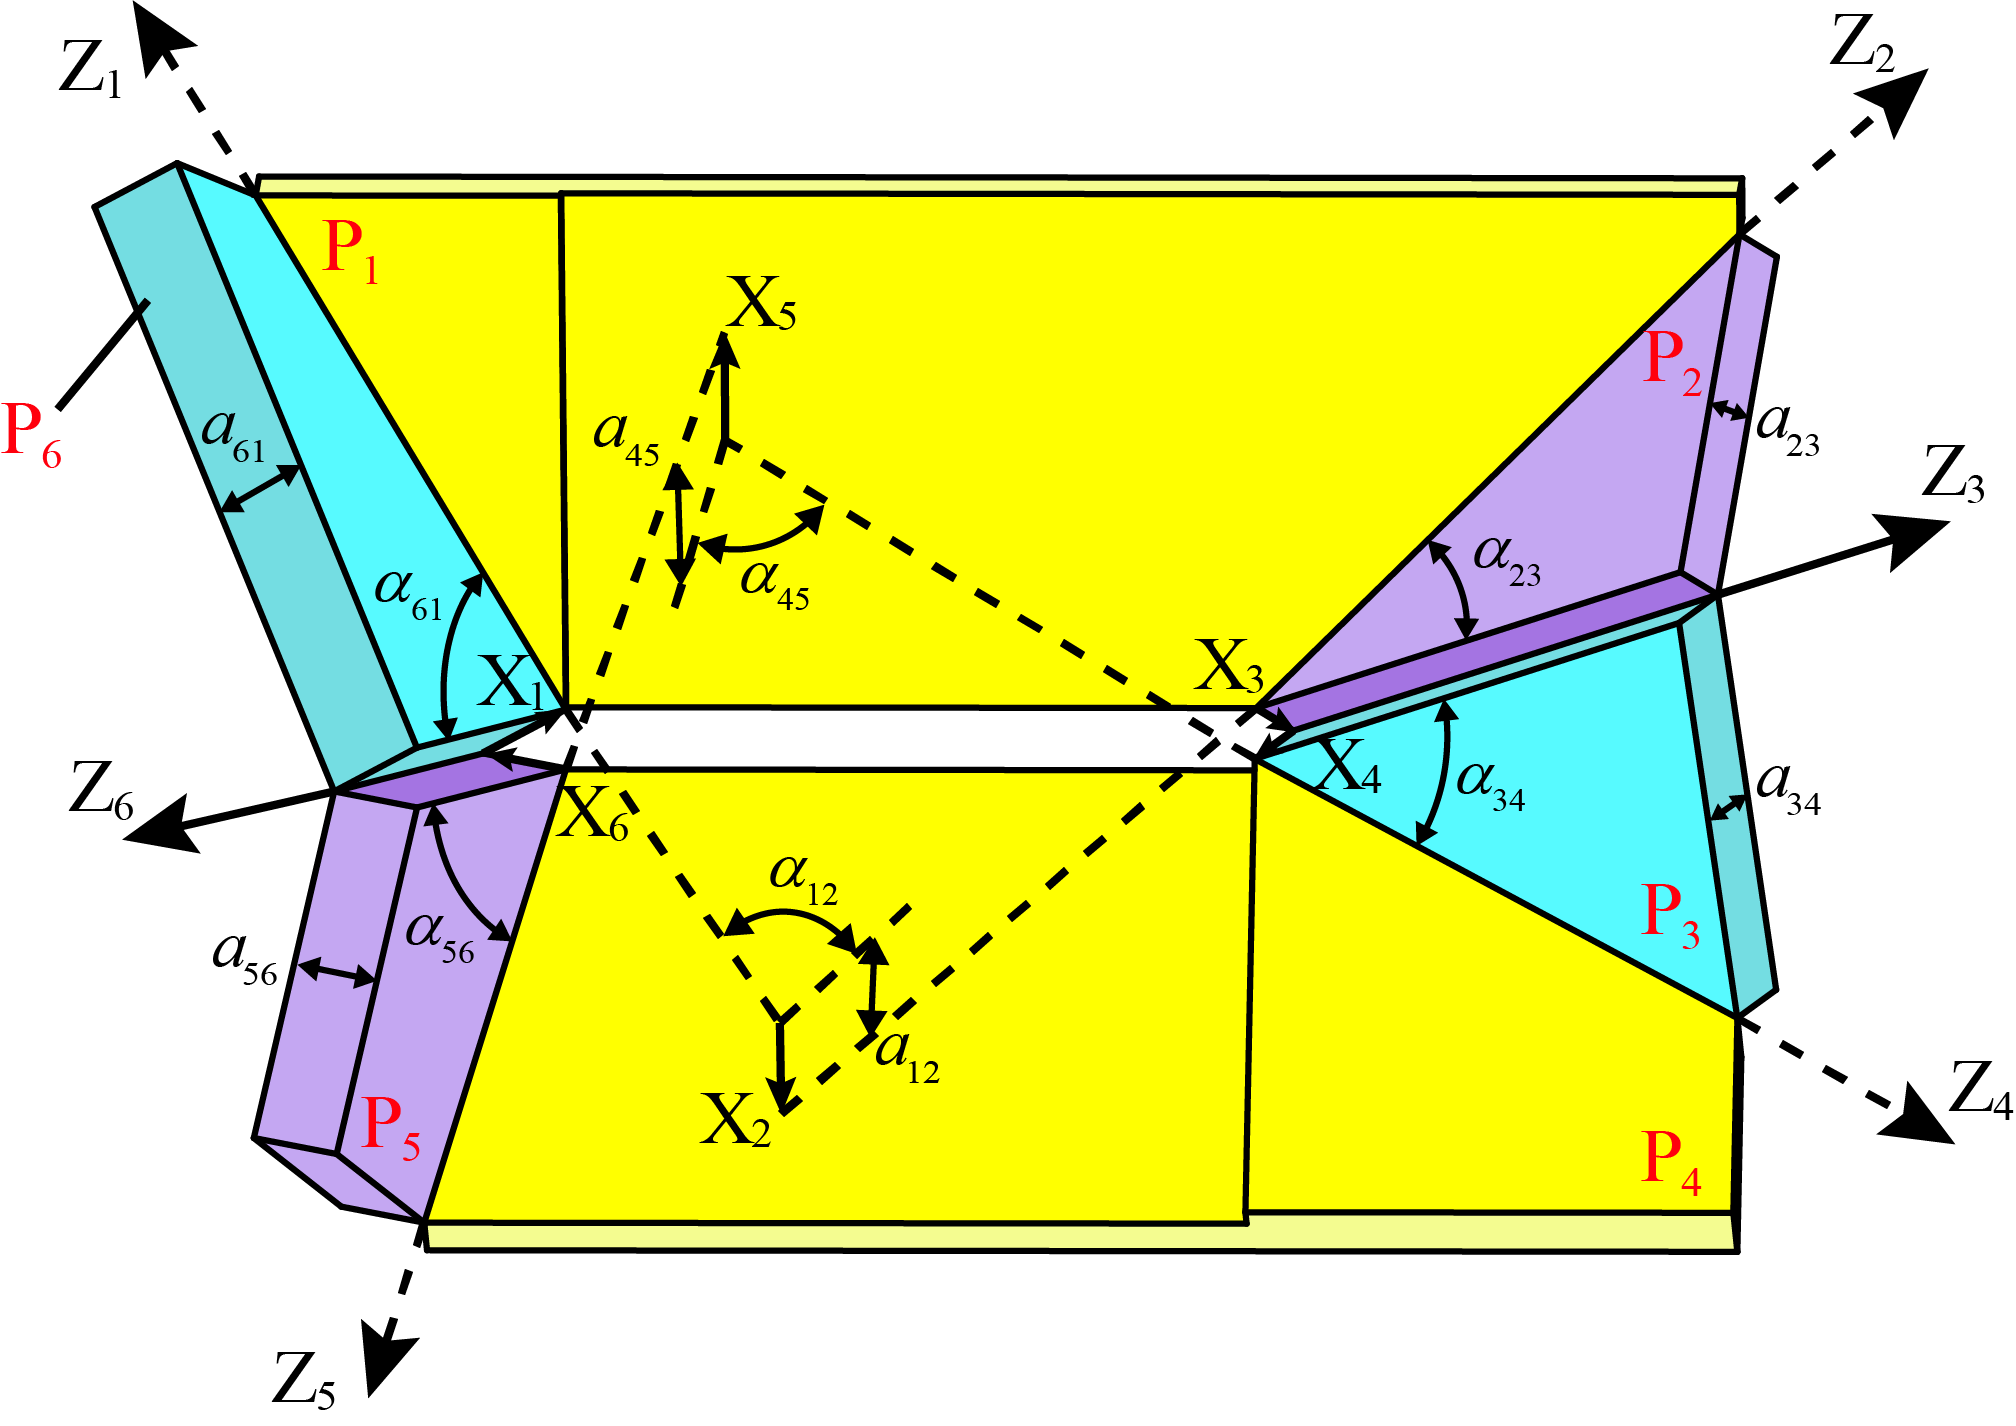 Z₁
Z₂
P₁
X₅
P₂
P₆
a₆₁
a₄₅
a₂₃
Z₃
α₆₁
α₄₅
α₂₃
X₁
X₃
Z₆
X₆
X₄
α₃₄
a₃₄
α₁₂
P₃
a₅₆
α₅₆
a₁₂
X₂
P₅
P₄
Z₄
Z₅